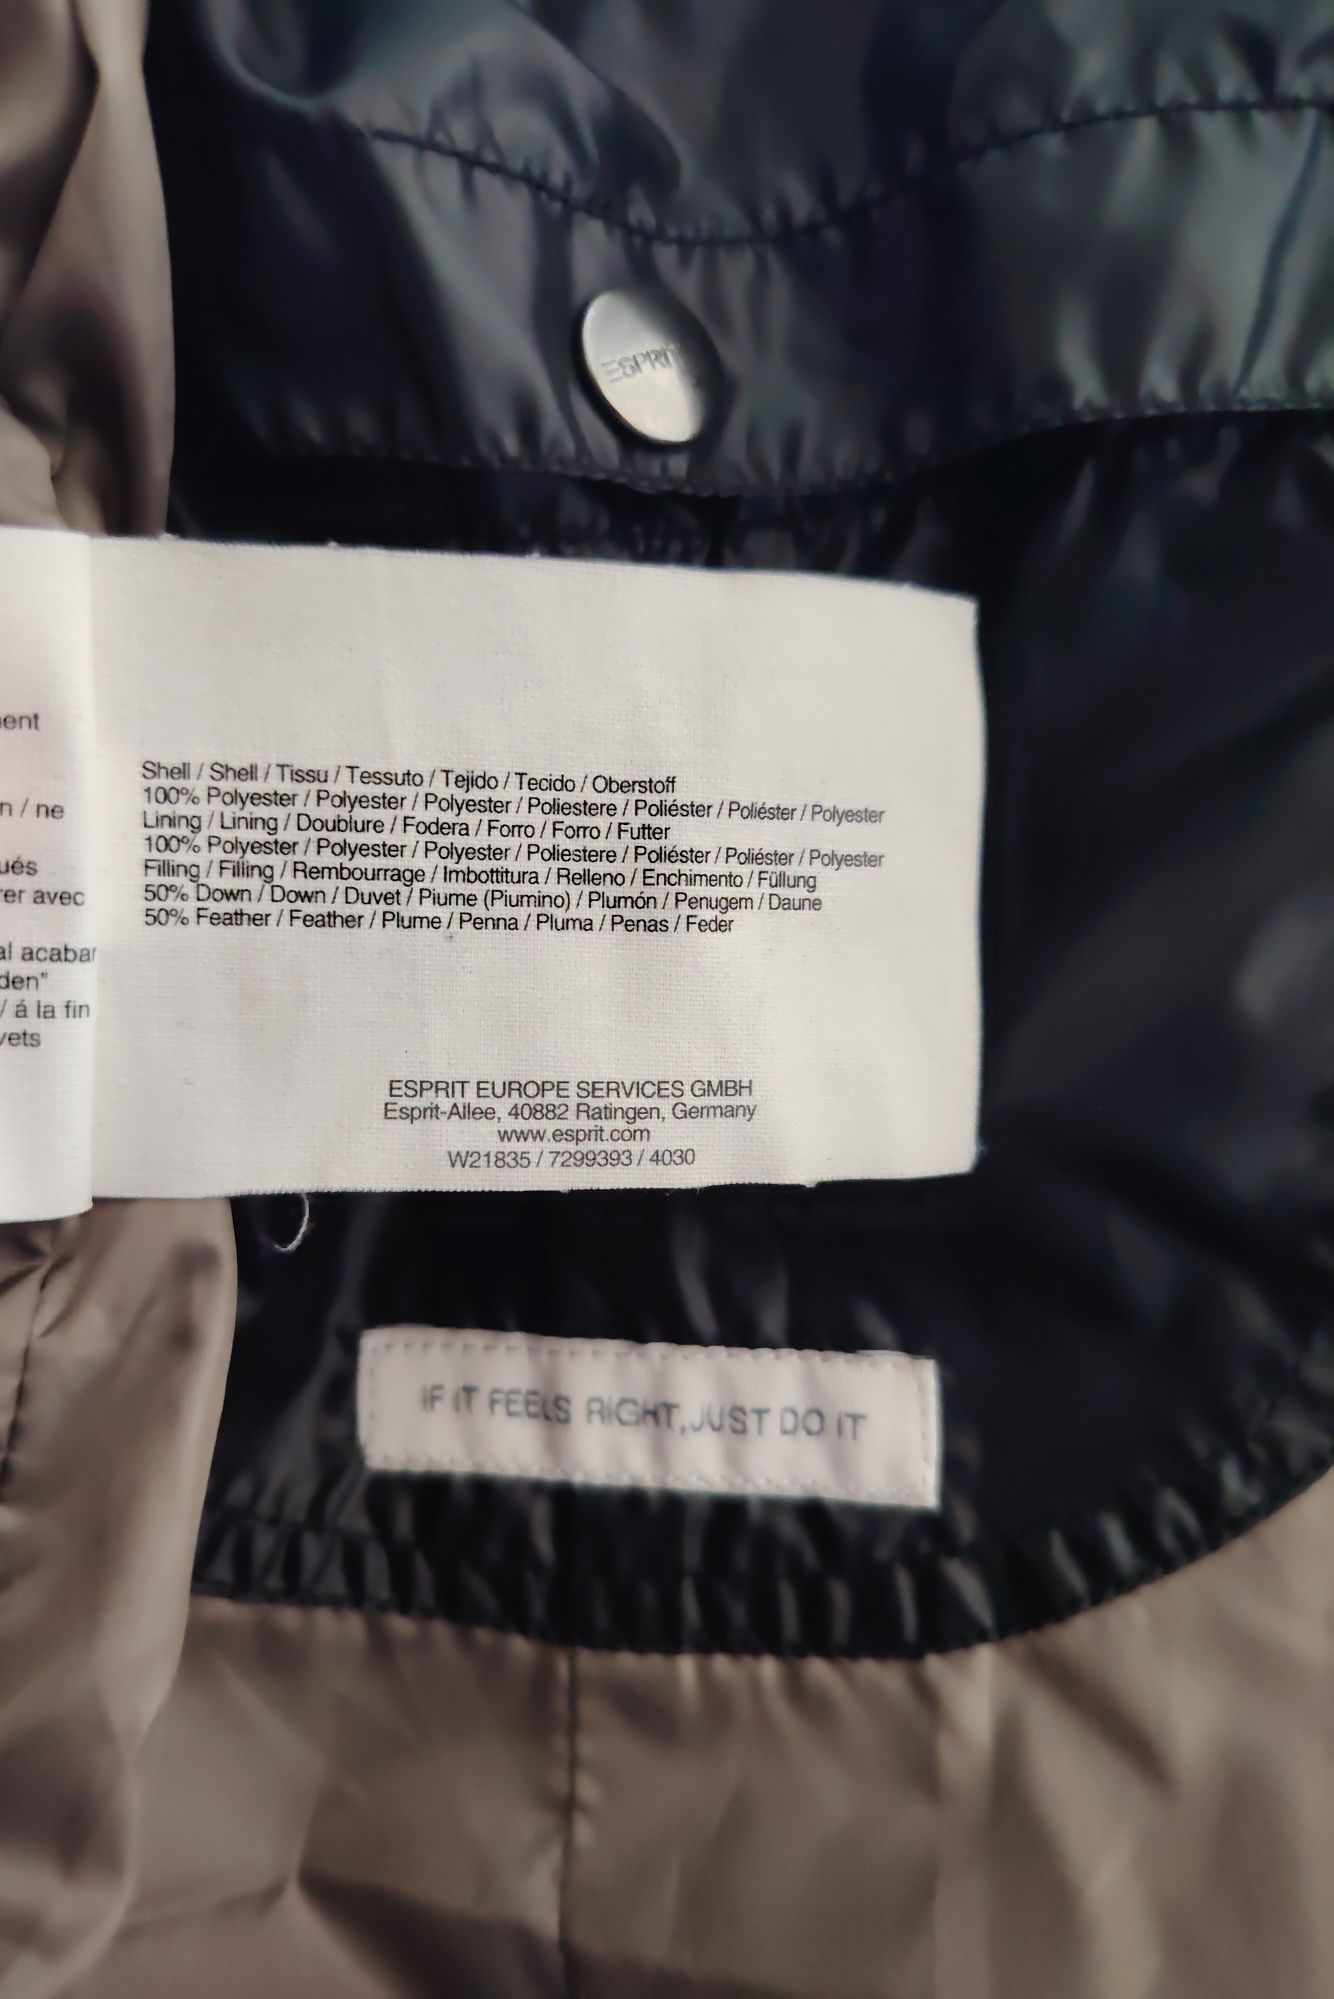 ESPRIT
ent
n / ne
ués
er avec
al acabar
den"
/ á la fin
vets
Shell / Shell / Tissu / Tessuto / Tejido / Tecido / Oberstoff
100% Polyester / Polyester / Polyester / Poliestere / Poliéster / Poliéster / Polyester
Lining / Lining / Doublure / Fodera / Forro / Forro / Futter
100% Polyester / Polyester / Polyester / Poliestere / Poliéster / Poliéster / Polyester
Filling / Filling / Rembourrage / Imbottitura / Relleno / Enchimento / Füllung
50% Down / Down / Duvet / Piume (Piumino) / Plumón / Penugem / Daune
50% Feather / Feather / Plume / Penna / Pluma / Penas / Feder
ESPRIT EUROPE SERVICES GMBH
Esprit-Allee, 40882 Ratingen, Germany
www.esprit.com
W21835 / 7299393 / 4030
IF IT FEELS RIGHT,JUST DO IT